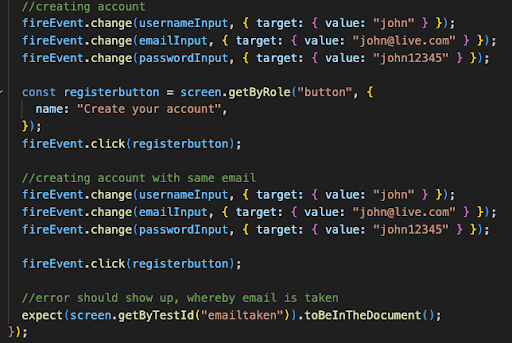 //creating account
fireEvent.change(usernameInput, { target: { value: "john" } });
fireEvent.change(emailInput, { target: { value: "john@live.com" } });
fireEvent.change(passwordInput, { target: { value: "john12345" } });
const registerbutton = screen.getByRole("button", {
name: "Create your account",
});
fireEvent.click(registerbutton);
//creating account with same email
fireEvent.change(usernameInput, { target: { value: "john" } });
fireEvent.change(emailInput, { target: { value: "john@live.com" } });
fireEvent.change(passwordInput, { target: { value: "john12345" } });
fireEvent.click(registerbutton);
//error should show up, whereby email is taken
expect(screen.getByTestId("emailtaken")).toBeInTheDocument();
});